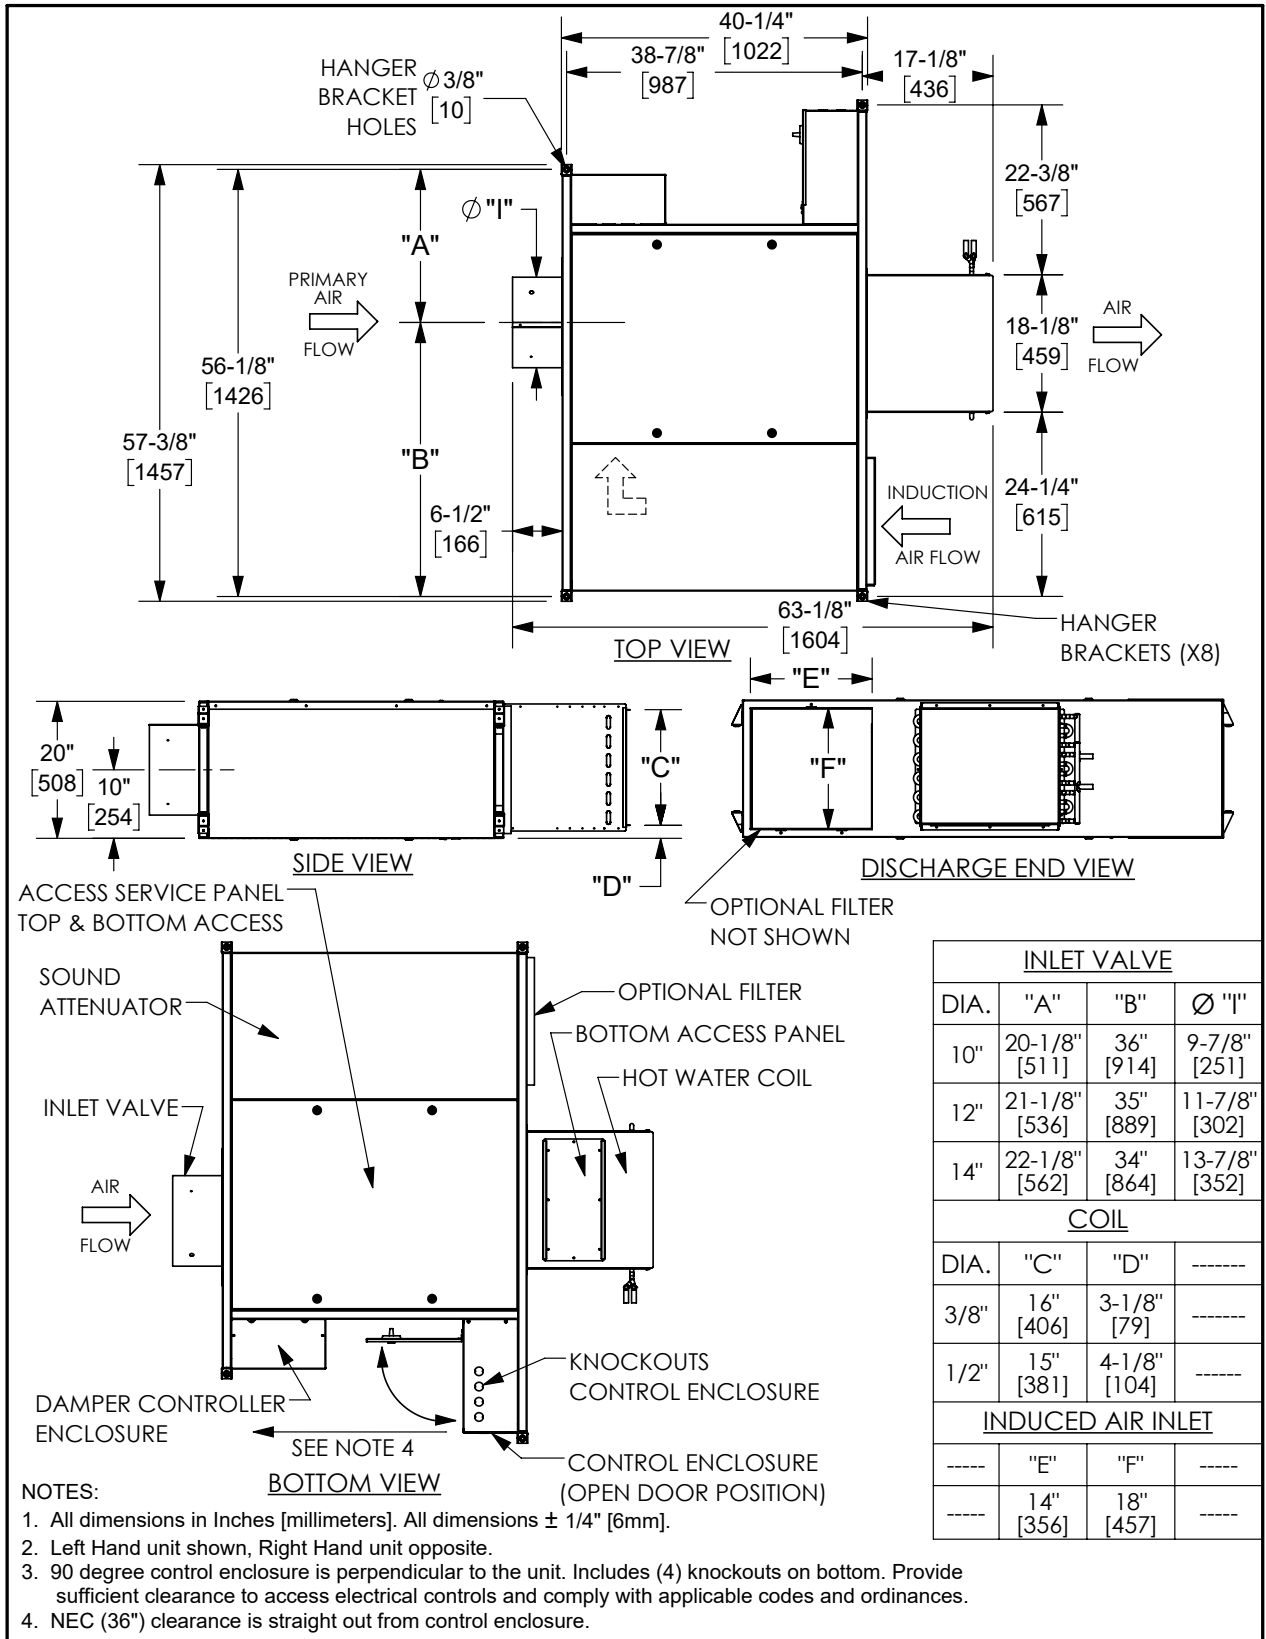 40-1/4"
[1022]
38-7/8"
[987]
17-1/8"
[436]
HANGER
BRACKET
HOLES
Ø 3/8"
[10]
22-3/8"
[567]
Ø "I"
"A"
PRIMARY
AIR
FLOW
18-1/8"
[459]
AIR
FLOW
56-1/8"
[1426]
57-3/8"
[1457]
"B"
6-1/2"
[166]
INDUCTION
AIR FLOW
24-1/4"
[615]
63-1/8"
[1604]
TOP VIEW
HANGER
BRACKETS (X8)
"E"
20"
[508]
10"
[254]
"C"
"F"
SIDE VIEW
"D"
DISCHARGE END VIEW
OPTIONAL FILTER
NOT SHOWN
ACCESS SERVICE PANEL
TOP & BOTTOM ACCESS
SOUND
ATTENUATOR
OPTIONAL FILTER
BOTTOM ACCESS PANEL
HOT WATER COIL
INLET VALVE
AIR
FLOW
KNOCKOUTS
CONTROL ENCLOSURE
DAMPER CONTROLLER
ENCLOSURE
SEE NOTE 4
BOTTOM VIEW
CONTROL ENCLOSURE
(OPEN DOOR POSITION)
INLET VALVE
DIA. "A" "B" Ø "I"
10" 20-1/8" 36" 9-7/8"
[511] [914] [251]
12" 21-1/8" 35" 11-7/8"
[536] [889] [302]
14" 22-1/8" 34" 13-7/8"
[562] [864] [352]
COIL
DIA. "C" "D" -------
3/8" 16" 3-1/8" -------
[406] [79]
1/2" 15" 4-1/8" ------
[381] [104]
INDUCED AIR INLET
----- "E" "F" -----
----- 14" 18" -----
[356] [457]
NOTES:
1. All dimensions in Inches [millimeters]. All dimensions ± 1/4" [6mm].
2. Left Hand unit shown, Right Hand unit opposite.
3. 90 degree control enclosure is perpendicular to the unit. Includes (4) knockouts on bottom. Provide
sufficient clearance to access electrical controls and comply with applicable codes and ordinances.
4. NEC (36") clearance is straight out from control enclosure.